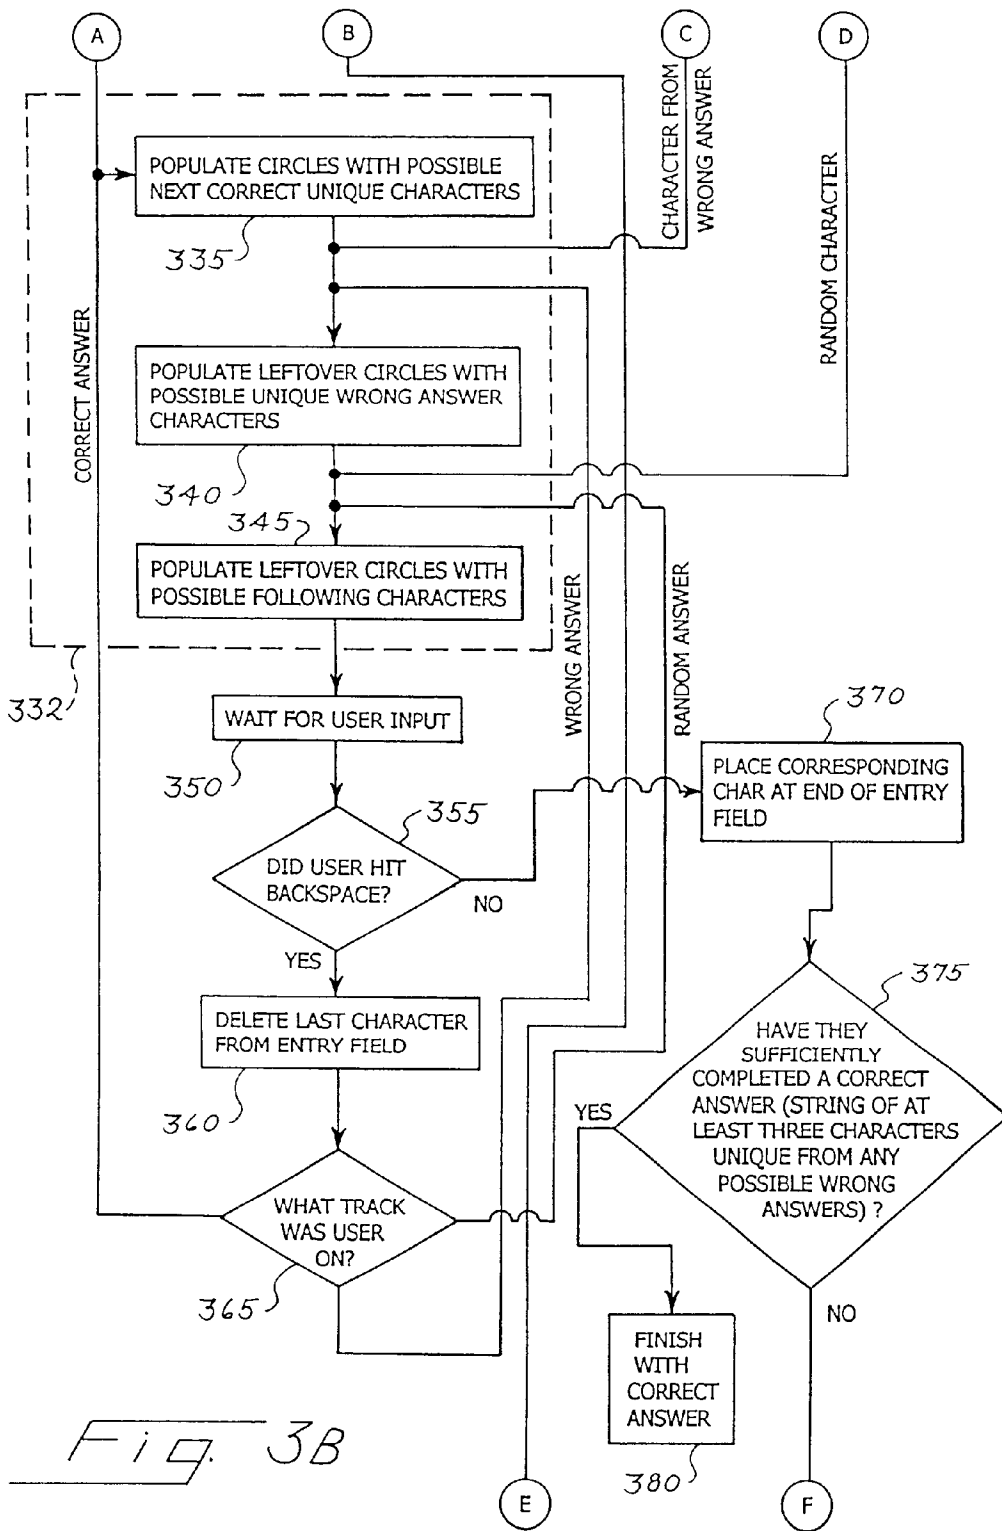 A
B
C
D
CHARACTER FROM
WRONG ANSWER
RANDOM CHARACTER
POPULATE CIRCLES WITH POSSIBLE
NEXT CORRECT UNIQUE CHARACTERS
335
CORRECT ANSWER
POPULATE LEFTOVER CIRCLES WITH
POSSIBLE UNIQUE WRONG ANSWER
CHARACTERS
340
345
POPULATE LEFTOVER CIRCLES WITH
POSSIBLE FOLLOWING CHARACTERS
332
WRONG ANSWER
RANDOM ANSWER
WAIT FOR USER INPUT
350
370
PLACE CORRESPONDING
CHAR AT END OF ENTRY
FIELD
355
DID USER HIT
BACKSPACE?
NO
YES
DELETE LAST CHARACTER
FROM ENTRY FIELD
360
375
HAVE THEY
SUFFICIENTLY
COMPLETED A CORRECT
ANSWER (STRING OF AT
LEAST THREE CHARACTERS
UNIQUE FROM ANY
POSSIBLE WRONG
ANSWERS) ?
YES
WHAT TRACK
WAS USER
ON?
365
NO
FINISH
WITH
CORRECT
ANSWER
380
Fig. 3B
E
F